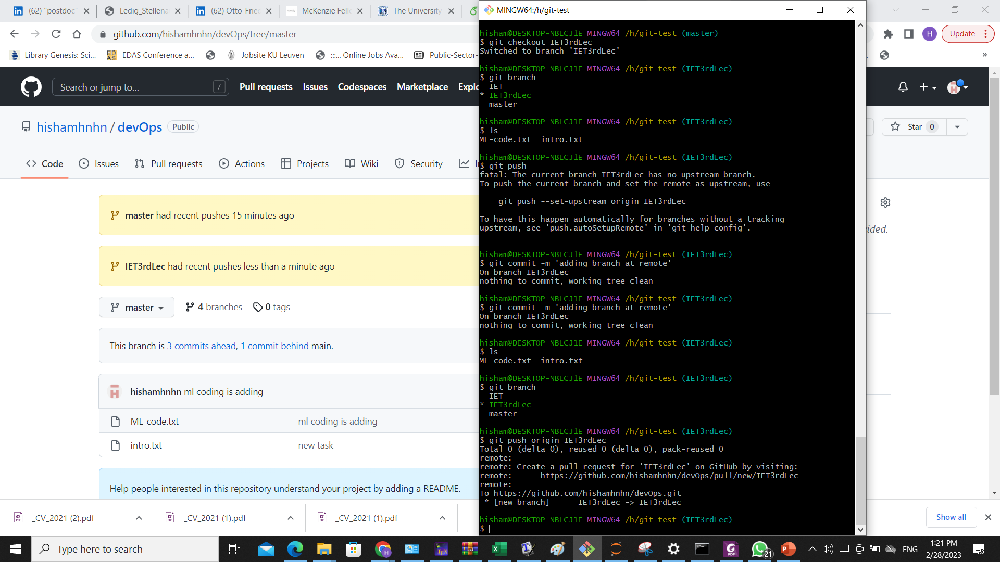 (62) "postdoc"
Ledig_Stellena
(62) Otto-Fried
McKenzie Fello
The University
github.com/hishamhnhn/devOps/tree/master
H
Update
Library Genesis: Sci...
EDAS Conference a...
Jobsite KU Leuven
:::... Online Jobs Ava...
Public-Sector-
»
Search or jump to...
/
Pull requests
Issues
Codespaces
Marketplace
Explo
hishamhnhn / devOps
Public
Star 0
Code
Issues
Pull requests
Actions
Projects
Wiki
Security
master had recent pushes 15 minutes ago
IET3rdLec had recent pushes less than a minute ago
vided.
master
4 branches
0 tags
This branch is 3 commits ahead, 1 commit behind main.
hishamhnhn ml coding is adding
ML-code.txt
ml coding is adding
intro.txt
new task
Help people interested in this repository understand your project by adding a README.
MINGW64:/h/git-test
hisham@DESKTOP-NBLCJ1E MINGW64 /h/git-test (master)
$ git checkout IET3rdLec
Switched to branch 'IET3rdLec'
hisham@DESKTOP-NBLCJ1E MINGW64 /h/git-test (IET3rdLec)
$ git branch
IET
* IET3rdLec
master
hisham@DESKTOP-NBLCJ1E MINGW64 /h/git-test (IET3rdLec)
$ ls
ML-code.txt intro.txt
hisham@DESKTOP-NBLCJ1E MINGW64 /h/git-test (IET3rdLec)
$ git push
fatal: The current branch IET3rdLec has no upstream branch.
To push the current branch and set the remote as upstream, use
git push --set-upstream origin IET3rdLec
To have this happen automatically for branches without a tracking
upstream, see 'push.autoSetupRemote' in 'git help config'.
hisham@DESKTOP-NBLCJ1E MINGW64 /h/git-test (IET3rdLec)
$ git commit -m 'adding branch at remote'
On branch IET3rdLec
nothing to commit, working tree clean
hisham@DESKTOP-NBLCJ1E MINGW64 /h/git-test (IET3rdLec)
$ git commit -m 'adding branch at remote'
On branch IET3rdLec
nothing to commit, working tree clean
hisham@DESKTOP-NBLCJ1E MINGW64 /h/git-test (IET3rdLec)
$ ls
ML-code.txt intro.txt
hisham@DESKTOP-NBLCJ1E MINGW64 /h/git-test (IET3rdLec)
$ git branch
IET
* IET3rdLec
master
hisham@DESKTOP-NBLCJ1E MINGW64 /h/git-test (IET3rdLec)
$ git push origin IET3rdLec
Total 0 (delta 0), reused 0 (delta 0), pack-reused 0
remote:
remote: Create a pull request for 'IET3rdLec' on GitHub by visiting:
remote: https://github.com/hishamhnhn/devOps/pull/new/IET3rdLec
remote:
To https://github.com/hishamhnhn/devOps.git
* [new branch] IET3rdLec -> IET3rdLec
hisham@DESKTOP-NBLCJ1E MINGW64 /h/git-test (IET3rdLec)
$
_CV_2021 (2).pdf
_CV_2021 (1).pdf
_CV_2021 (1).pdf
Show all
Type here to search
21
ENG
1:21 PM
2/28/2023